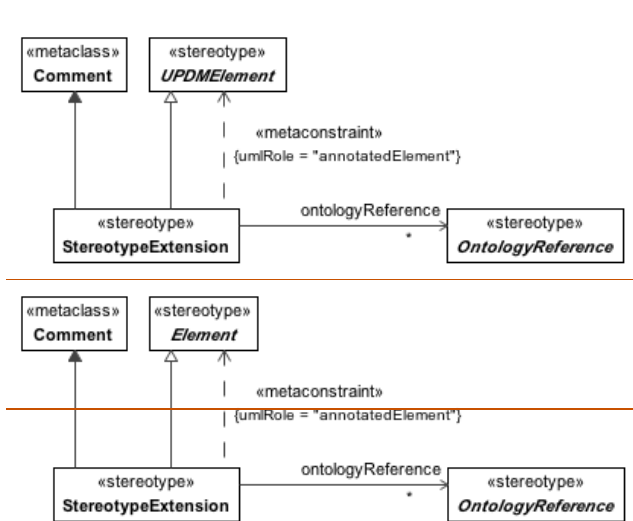 «metaclass» «stereotype»
Comment UPDMElement
«metaconstraint»
{umlRole = "annotatedElement"}
ontologyReference
«stereotype» * «stereotype»
StereotypeExtension OntologyReference
«metaclass» «stereotype»
Comment Element
«metaconstraint»
{umlRole = "annotatedElement"}
ontologyReference
«stereotype» * «stereotype»
StereotypeExtension OntologyReference